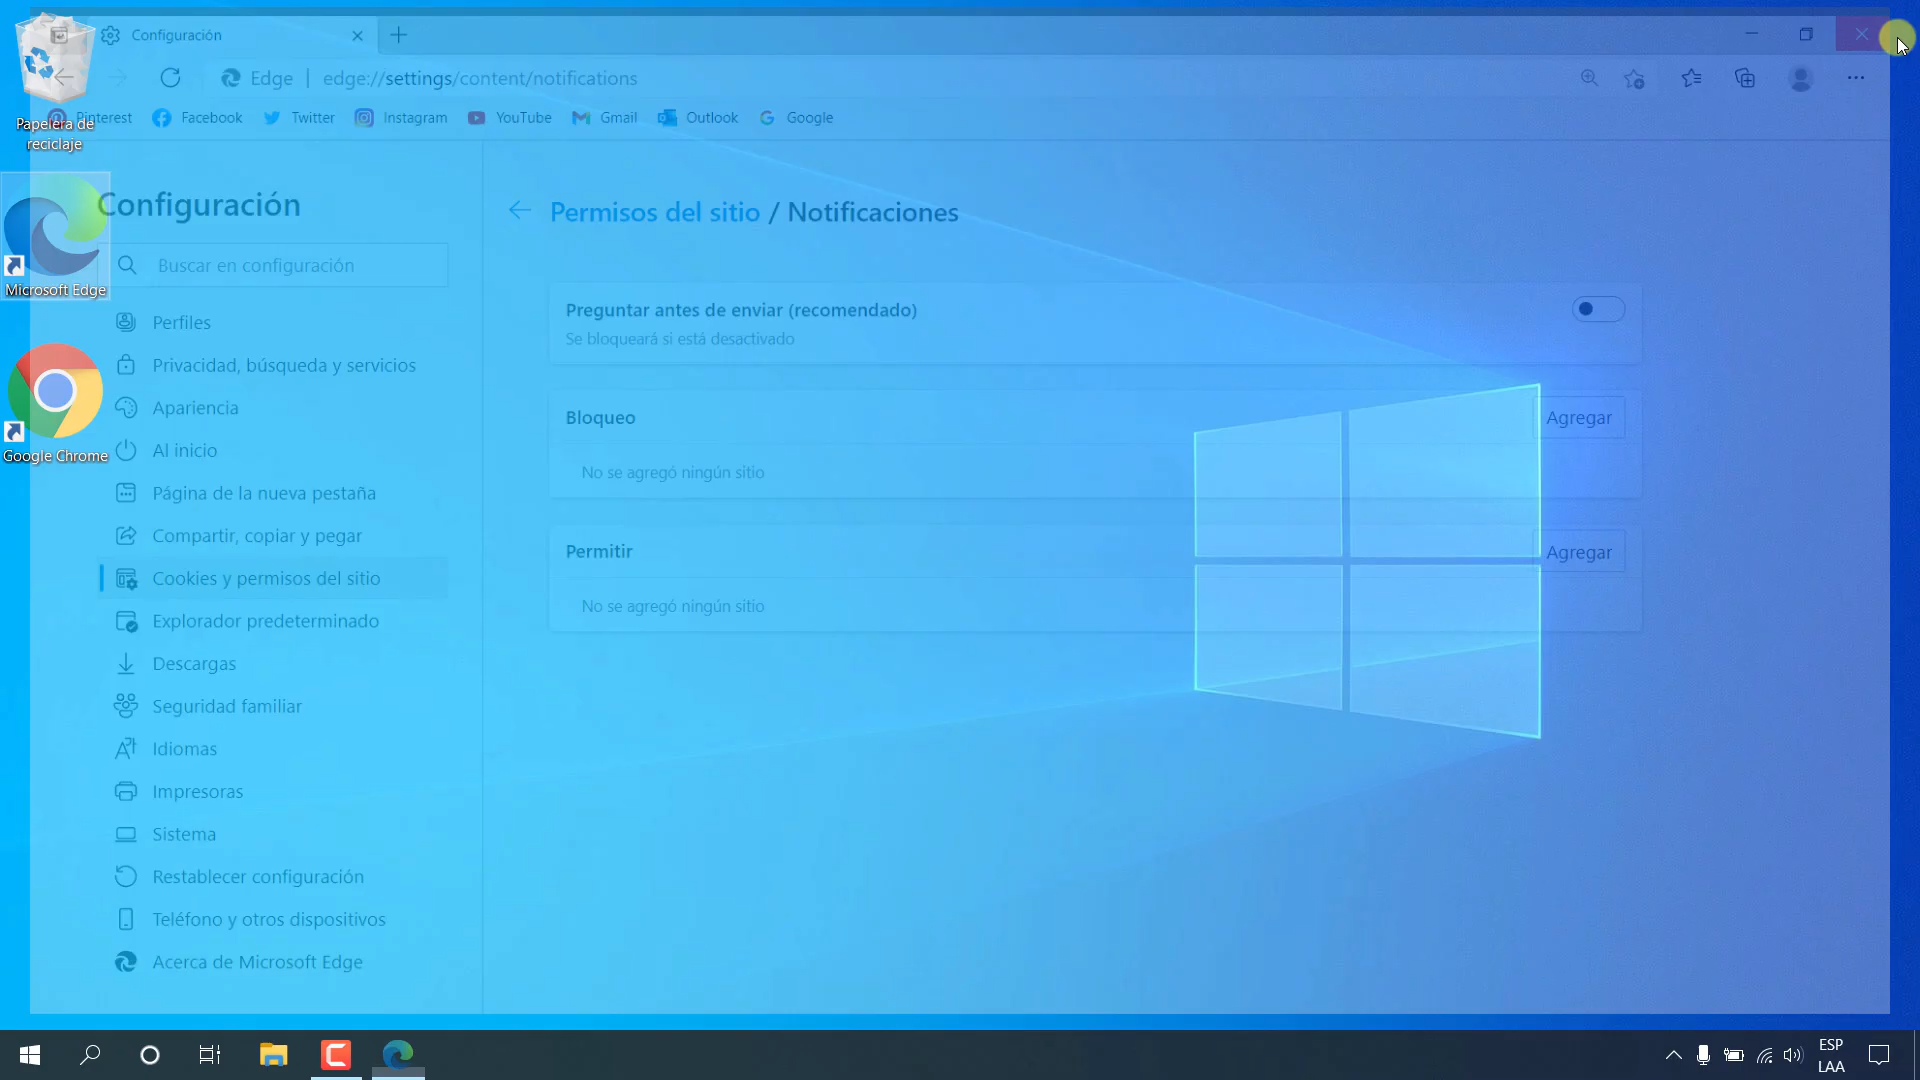 Configuración
Edge | edge://settings/content/notifications
Pinterest Facebook Twitter Instagram YouTube Gmail Outlook Google
Papelera de
reciclaje
Microsoft Edge
Google Chrome
Configuración
Buscar en configuración
Perfiles
Privacidad, búsqueda y servicios
Apariencia
Al inicio
Página de la nueva pestaña
Compartir, copiar y pegar
Cookies y permisos del sitio
Explorador predeterminado
Descargas
Seguridad familiar
Idiomas
Impresoras
Sistema
Restablecer configuración
Teléfono y otros dispositivos
Acerca de Microsoft Edge
Permisos del sitio / Notificaciones
Preguntar antes de enviar (recomendado)
Se bloqueará si está desactivado
Bloqueo
Agregar
No se agregó ningún sitio
Permitir
Agregar
No se agregó ningún sitio
ESP
LAA